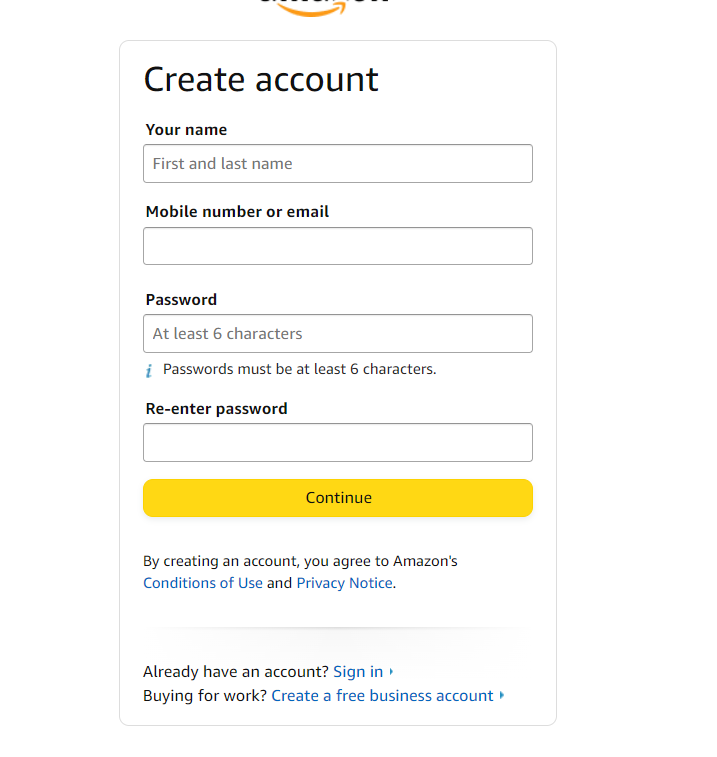 Create account
Your name
First and last name
Mobile number or email
Password
At least 6 characters
i Passwords must be at least 6 characters.
Re-enter password
Continue
By creating an account, you agree to Amazon's
Conditions of Use and Privacy Notice.
Already have an account? Sign in
Buying for work? Create a free business account